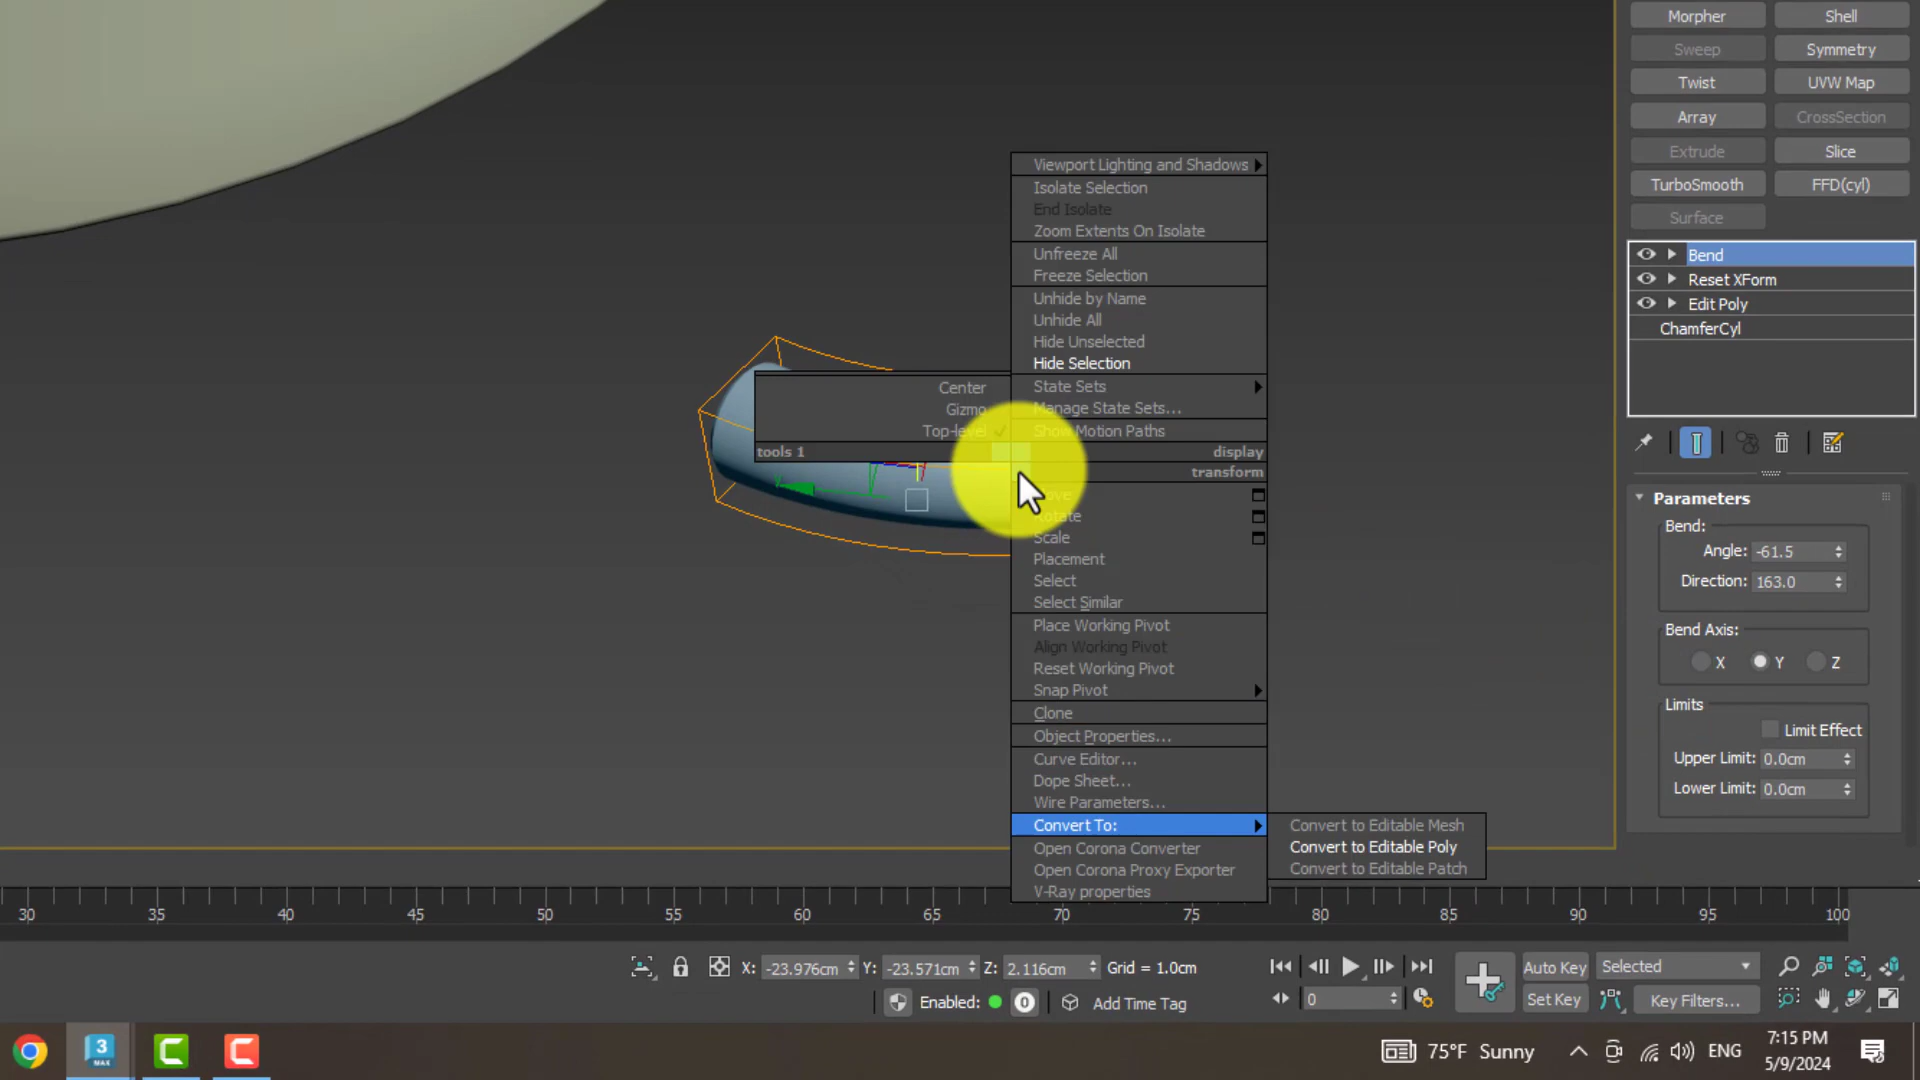 Morpher
Shell
Sweep
Symmetry
Twist
UVW Map
Array
CrossSection
Extrude
Slice
TurboSmooth
FFD(cyl)
Surface
Bend
Reset XForm
Edit Poly
ChamferCyl
Viewport Lighting and Shadows
Isolate Selection
End Isolate
Zoom Extents On Isolate
Unfreeze All
Freeze Selection
Unhide by Name
Unhide All
Hide Unselected
Hide Selection
State Sets
Manage State Sets...
Show Motion Paths
Center
Gizmo
Top-level
tools 1
display
transform
Rotate
Scale
Placement
Select
Select Similar
Place Working Pivot
Align Working Pivot
Reset Working Pivot
Snap Pivot
Clone
Object Properties...
Curve Editor...
Dope Sheet...
Wire Parameters...
Convert To:
Open Corona Converter
Open Corona Proxy Exporter
V-Ray properties
Convert to Editable Mesh
Convert to Editable Poly
Convert to Editable Patch
Parameters
Bend:
Angle: -61.5
Direction: 163.0
Bend Axis:
X Y Z
Limits
Limit Effect
Upper Limit: 0.0cm
Lower Limit: 0.0cm
30 35 40 45 50 55 60 65 70 75 80 85 90 95 100
X: -23.976cm Y: -23.571cm Z: 2.116cm Grid = 1.0cm
Enabled: 0 Add Time Tag
0
Auto Key Selected
Set Key Key Filters...
3
MAX
75°F Sunny
ENG
7:15 PM
5/9/2024